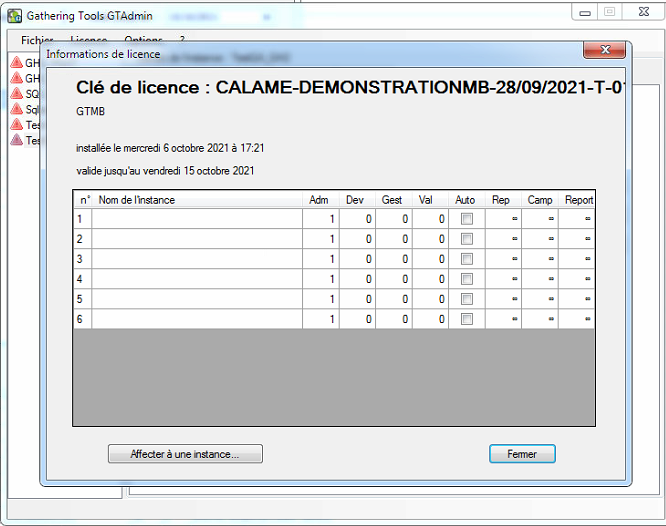 Gathering Tools GTAdmin
Fichier Licence Options ?
Informations de licence
GH
GH
SQ
Sql
Tes
Tes
Clé de licence : CALAME-DEMONSTRATIONMB-28/09/2021-T-01
GTMB
installée le mercredi 6 octobre 2021 à 17:21
valide jusqu'au vendredi 15 octobre 2021
n° Nom de l'instance Adm Dev Gest Val Auto Rep Camp Report
1 1 0 0 0 ∞ ∞ ∞
2 1 0 0 0 ∞ ∞ ∞
3 1 0 0 0 ∞ ∞ ∞
4 1 0 0 0 ∞ ∞ ∞
5 1 0 0 0 ∞ ∞ ∞
6 1 0 0 0 ∞ ∞ ∞
Affecter à une instance... Fermer